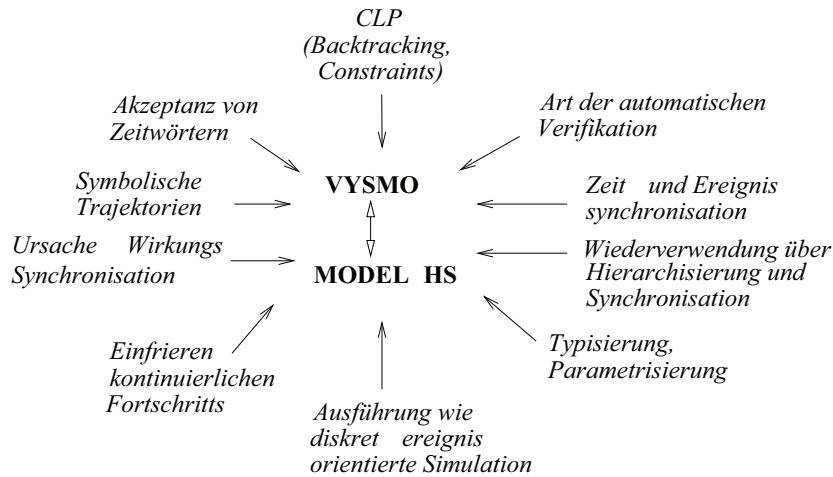 CLP
(Backtracking,
Constraints)
Akzeptanz von
Zeitwörtern
Art der automatischen
Verifikation
Symbolische
Trajektorien
VYSMO
Zeit und Ereignis
synchronisation
Ursache Wirkungs
Synchronisation
MODEL HS
Wiederverwendung über
Hierarchisierung und
Synchronisation
Einfrieren
kontinuierlichen
Fortschritts
Typisierung,
Parametrisierung
Ausführung wie
diskret ereignis
orientierte Simulation